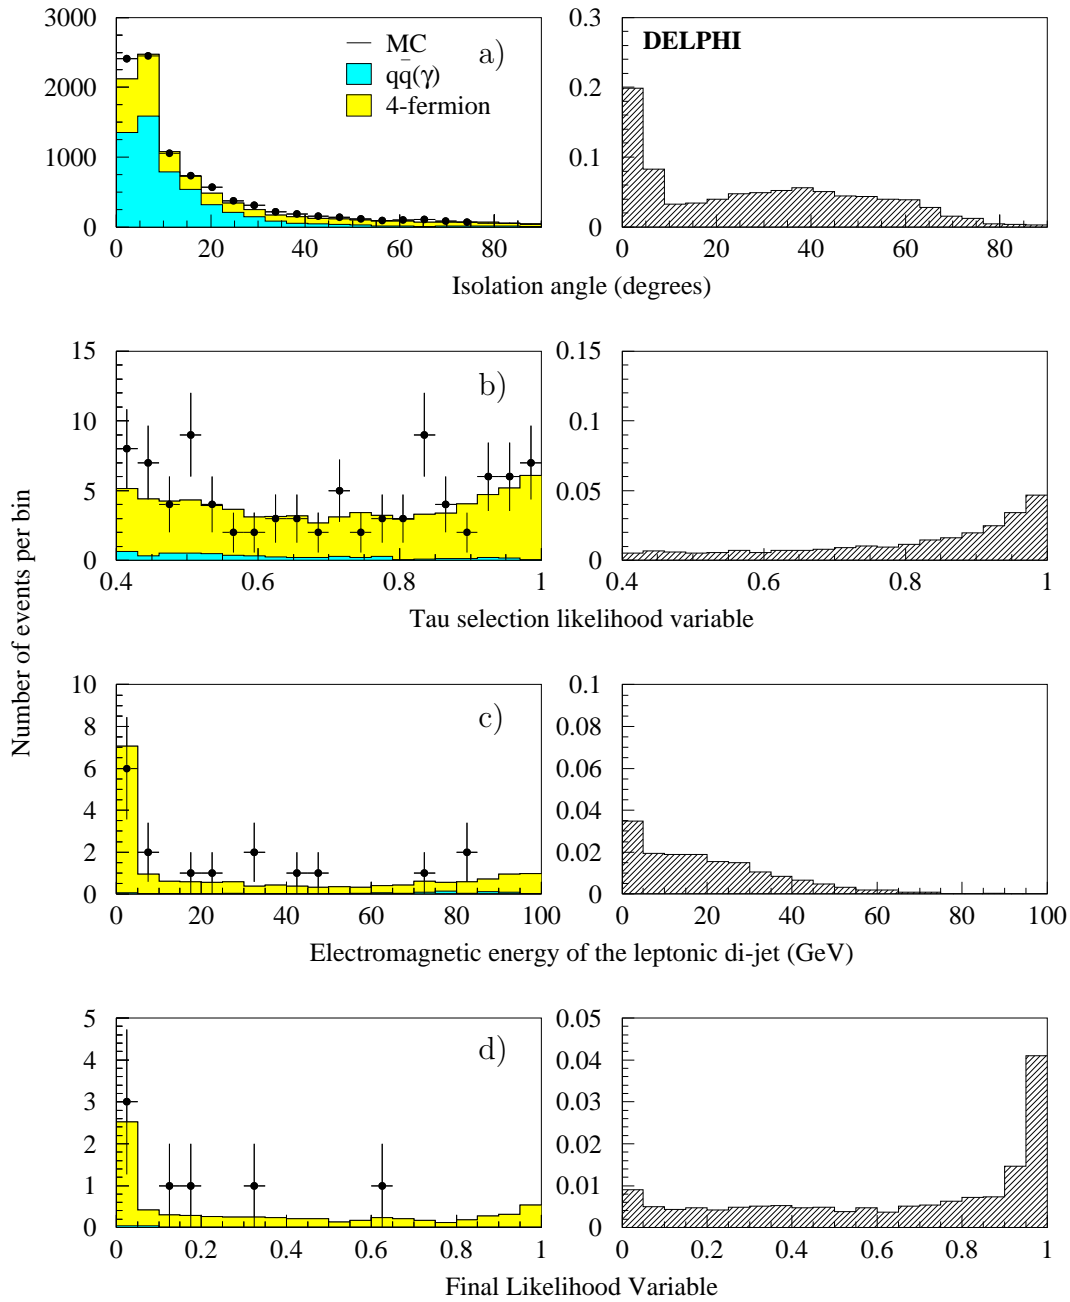 3000
2000
1000
0
0 20 40 60 80
a)
MC
qq̄(γ)
4-fermion
0.3
0.2
0.1
0
0 20 40 60 80
DELPHI
Isolation angle (degrees)
15
10
5
0
0.4 0.6 0.8 1
b)
0.15
0.1
0.05
0
0.4 0.6 0.8 1
Tau selection likelihood variable
Number of events per bin
10
8
6
4
2
0
0 20 40 60 80 100
c)
0.1
0.08
0.06
0.04
0.02
0
0 20 40 60 80 100
Electromagnetic energy of the leptonic di-jet (GeV)
5
4
3
2
1
0
0 0.2 0.4 0.6 0.8 1
d)
0.05
0.04
0.03
0.02
0.01
0
0 0.2 0.4 0.6 0.8 1
Final Likelihood Variable